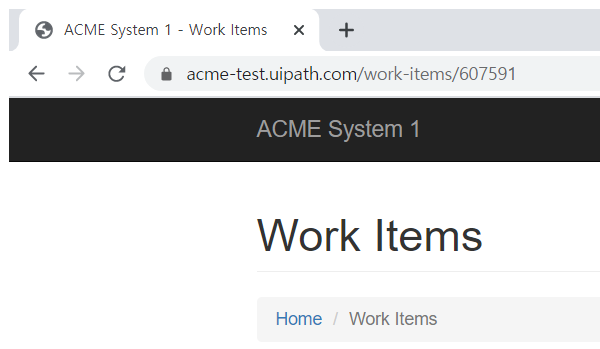 ACME System 1 - Work Items
acme-test.uipath.com/work-items/607591
ACME System 1
Work Items
Home / Work Items